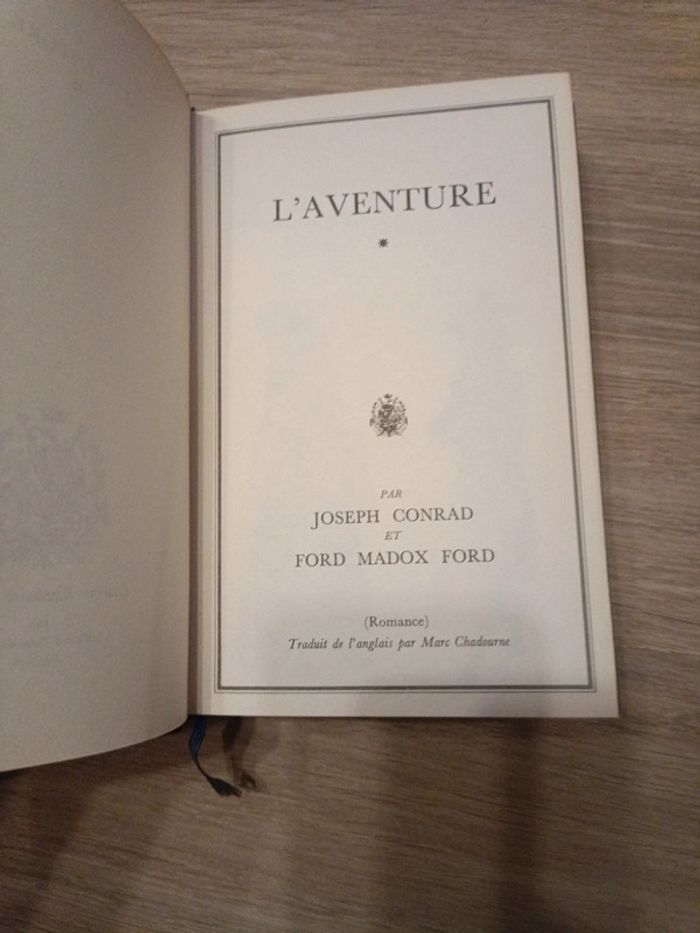 L'AVENTURE
*
PAR
JOSEPH CONRAD
ET
FORD MADOX FORD
(Romance)
Traduit de l'anglais par Marc Chadourne